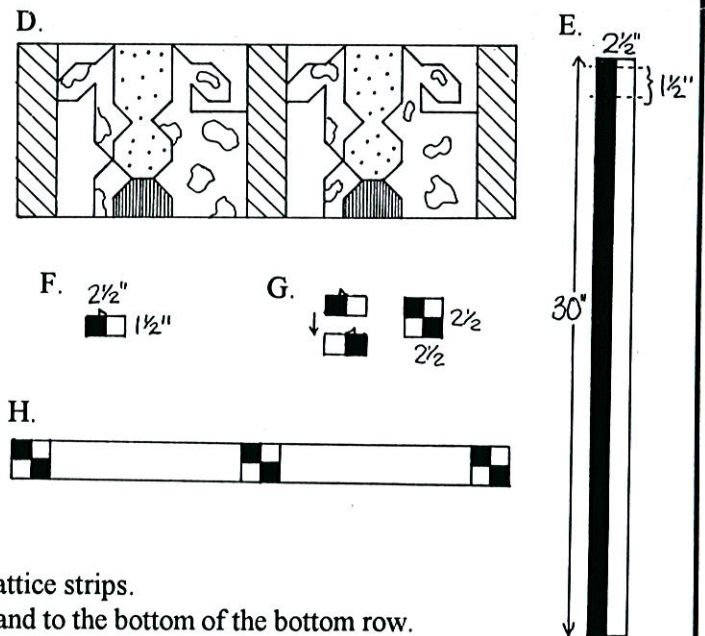 D.
E.
2½"
1½"
30"
F.
2½"
1½"
G.
2½
2½
H.
attice strips.
and to the bottom of the bottom row.